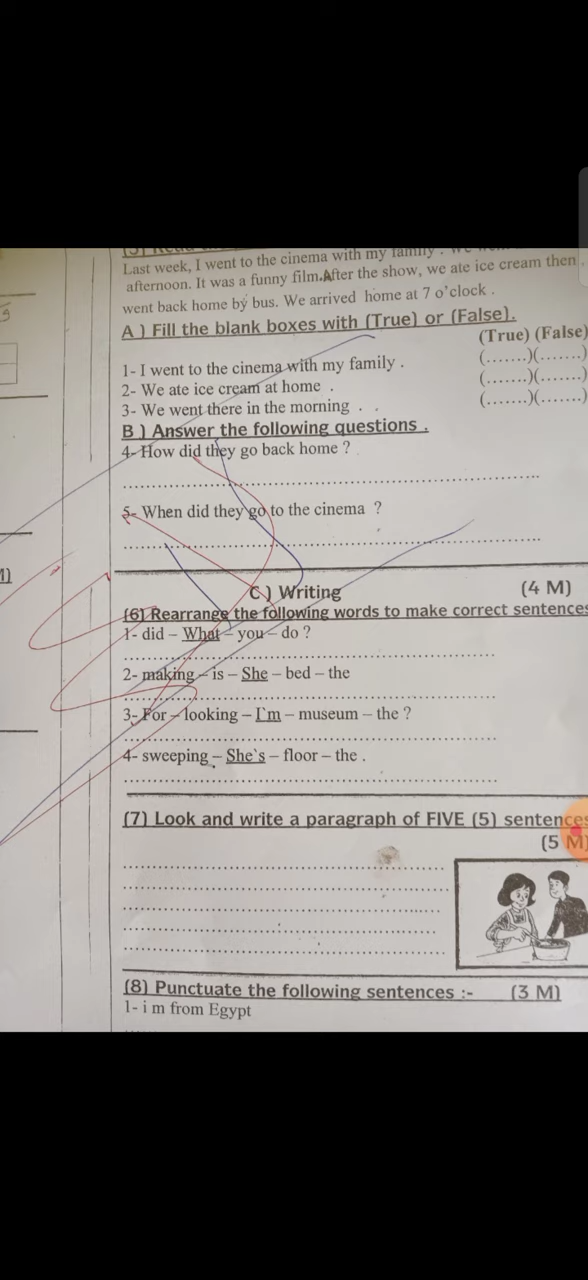 Last week, I went to the cinema with my family . We
afternoon. It was a funny film.After the show, we ate ice cream then
went back home by bus. We arrived home at 7 o'clock .
A ) Fill the blank boxes with (True) or (False).
(True) (False)
1- I went to the cinema with my family . (.......)(.......)
2- We ate ice cream at home . (.......)(.......)
3- We went there in the morning . . (.......)(.......)
B ) Answer the following questions .
4- How did they go back home ?
5- When did they go to the cinema ?
C ) Writing (4 M)
(6) Rearrange the following words to make correct sentences
1- did – What – you – do ?
2- making – is – She – bed – the
3- For – looking – I`m – museum – the ?
4- sweeping – She`s – floor – the .
(7) Look and write a paragraph of FIVE (5) sentences
(5 M)
(8) Punctuate the following sentences :- (3 M)
1- i m from Egypt